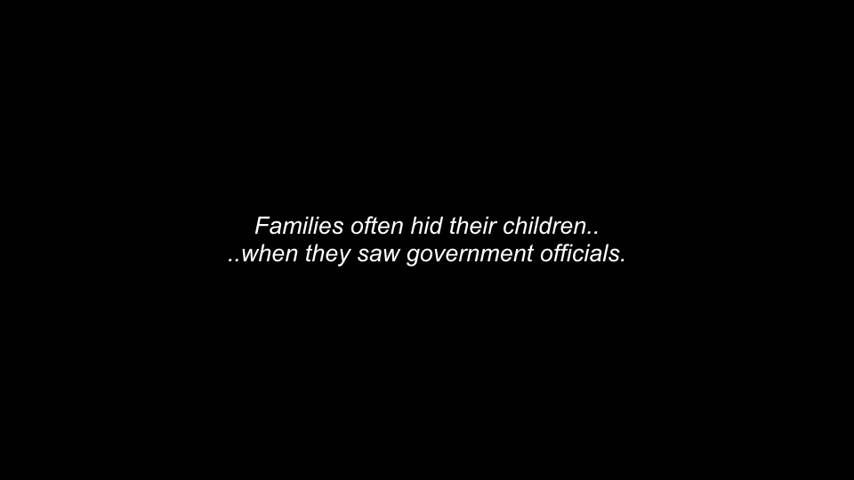 Families often hid their children..
..when they saw government officials.